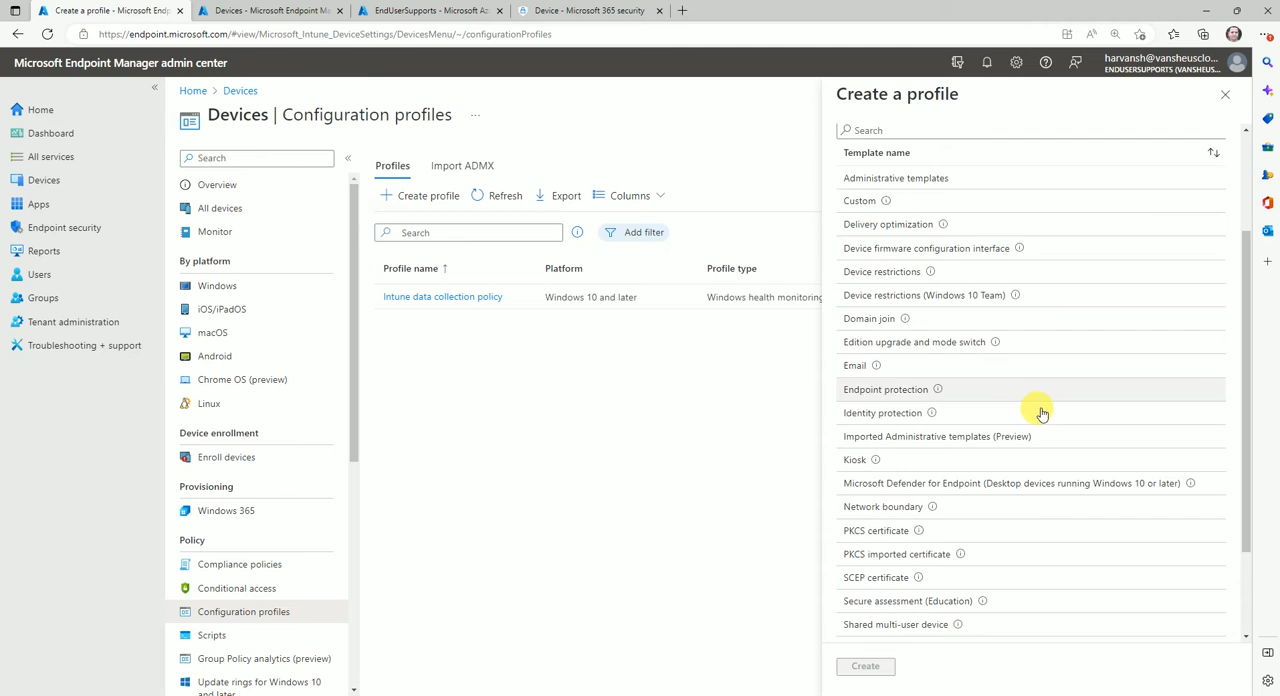 Create a profile - Microsoft Endp
Devices - Microsoft Endpoint Ma
EndUserSupports - Microsoft Az
Device - Microsoft 365 security
https://endpoint.microsoft.com/#view/Microsoft_Intune_DeviceSettings/DevicesMenu/~/configurationProfiles
Microsoft Endpoint Manager admin center
harvansh@vansheusclo...
ENDUSERSUPPORTS (VANSHEUS...
Home
Dashboard
All services
Devices
Apps
Endpoint security
Reports
Users
Groups
Tenant administration
Troubleshooting + support
Home > Devices
Devices | Configuration profiles ...
Search
Overview
All devices
Monitor
By platform
Windows
iOS/iPadOS
macOS
Android
Chrome OS (preview)
Linux
Device enrollment
Enroll devices
Provisioning
Windows 365
Policy
Compliance policies
Conditional access
Configuration profiles
Scripts
Group Policy analytics (preview)
Update rings for Windows 10
and later
Profiles Import ADMX
Create profile Refresh Export Columns
Search Add filter
Profile name ↑ Platform Profile type
Intune data collection policy Windows 10 and later Windows health monitoring
Create a profile
Search
Template name
Administrative templates
Custom
Delivery optimization
Device firmware configuration interface
Device restrictions
Device restrictions (Windows 10 Team)
Domain join
Edition upgrade and mode switch
Email
Endpoint protection
Identity protection
Imported Administrative templates (Preview)
Kiosk
Microsoft Defender for Endpoint (Desktop devices running Windows 10 or later)
Network boundary
PKCS certificate
PKCS imported certificate
SCEP certificate
Secure assessment (Education)
Shared multi-user device
Create